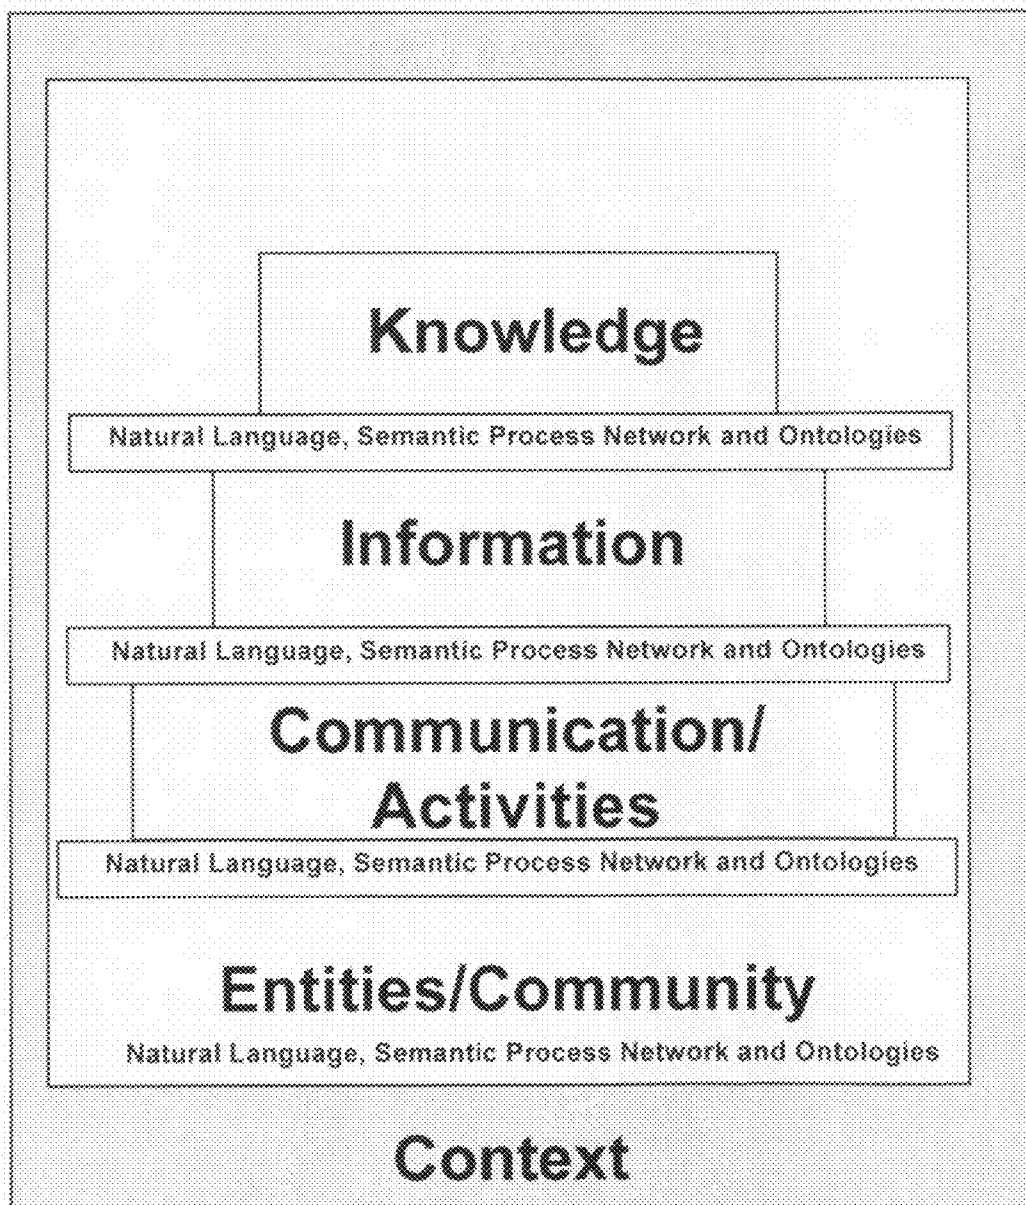 Knowledge
Natural Language, Semantic Process Network and Ontologies
Information
Natural Language, Semantic Process Network and Ontologies
Communication/
Activities
Natural Language, Semantic Process Network and Ontologies
Entities/Community
Natural Language, Semantic Process Network and Ontologies
Context